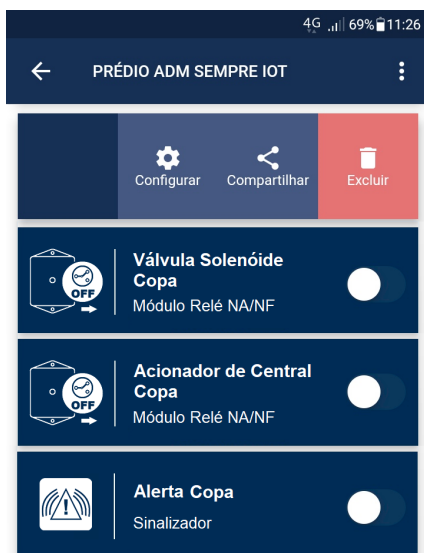 4G 69% 11:26
PRÉDIO ADM SEMPRE IOT
Configurar Compartilhar Excluir
Válvula Solenóide
Copa
OFF
Módulo Relé NA/NF
Acionador de Central
Copa
OFF
Módulo Relé NA/NF
Alerta Copa
Sinalizador